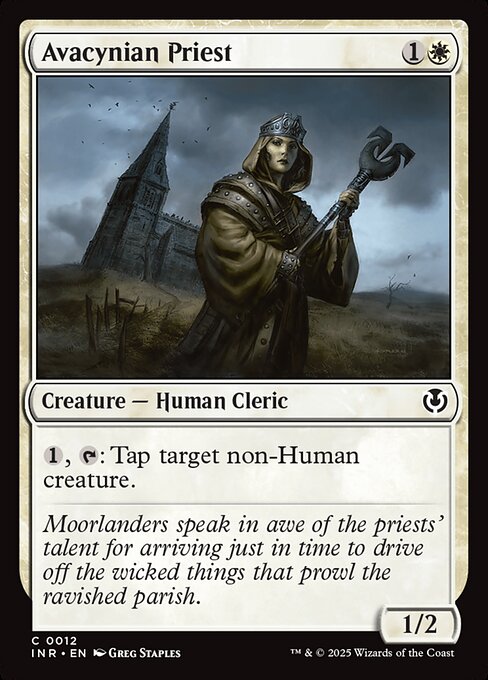 Avacynian Priest 1
Creature — Human Cleric
1, : Tap target non-Human
creature.
Moorlanders speak in awe of the priests’
talent for arriving just in time to drive
off the wicked things that prowl the
ravished parish.
1/2
C 0012
INR • EN Greg Staples
™ & © 2025 Wizards of the Coast